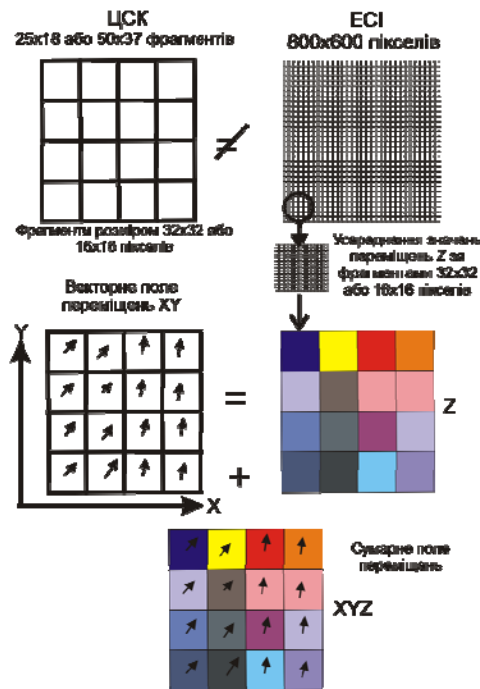 ЦСК
25x18 або 50x37 фрагментів
ЕСІ
800x600 пікселів
≠
Фрагменти розміром 32x32 або
16x16 пікселів
Усереднення значень
переміщень Z за
фрагментами 32x32
або 16x16 пікселів
Векторне поле
переміщень XY
Y
X
=
+
Z
Сумарне поле
переміщень
XYZ